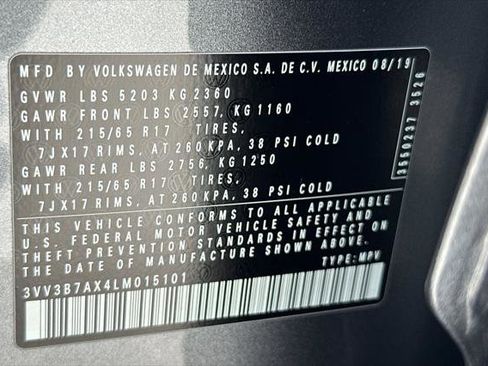 MFD BY VOLKSWAGEN DE MEXICO S.A. DE C.V. MEXICO 08/19
GVWR LBS 5203 KG 2360
GAWR FRONT LBS 2557, KG 1160
WITH 215/65 R17 TIRES,
7JX17 RIMS, AT 260 KPA, 38 PSI COLD
GAWR REAR LBS 2756, KG 1250
WITH 215/65 R17 TIRES,
7JX17 RIMS, AT 260 KPA, 38 PSI COLD
THIS VEHICLE CONFORMS TO ALL APPLICABLE
U.S. FEDERAL MOTOR VEHICLE SAFETY AND
THEFT PREVENTION STANDARDS IN EFFECT ON THE
DATE OF MANUFACTURE SHOWN ABOVE.
3VV3B7AX4LM015101
TYPE: MPV
3550237 3526